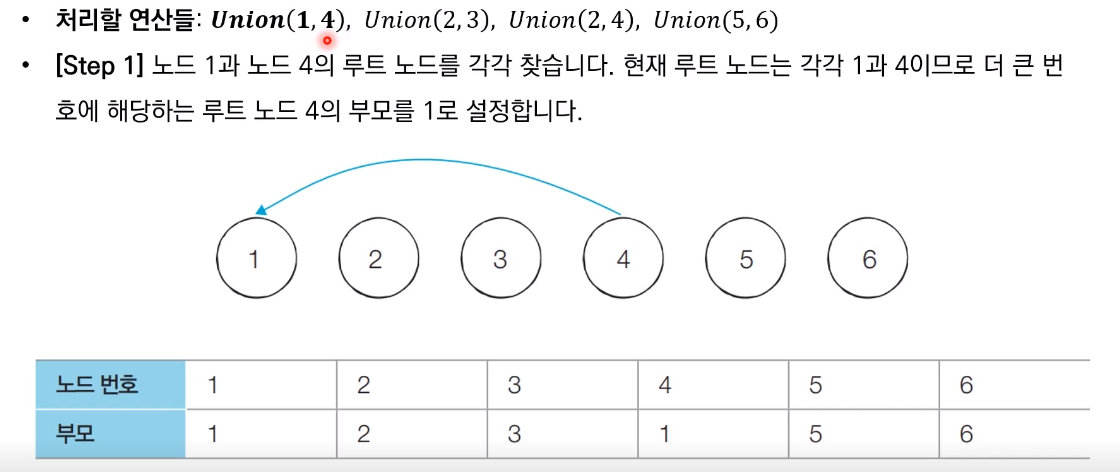 • 처리할 연산들: Union(1,4), Union(2,3), Union(2,4), Union(5,6)
• [Step 1] 노드 1과 노드 4의 루트 노드를 각각 찾습니다. 현재 루트 노드는 각각 1과 4이므로 더 큰 번
호에 해당하는 루트 노드 4의 부모를 1로 설정합니다.
1 2 3 4 5 6
노드 번호 1 2 3 4 5 6
부모 1 2 3 1 5 6